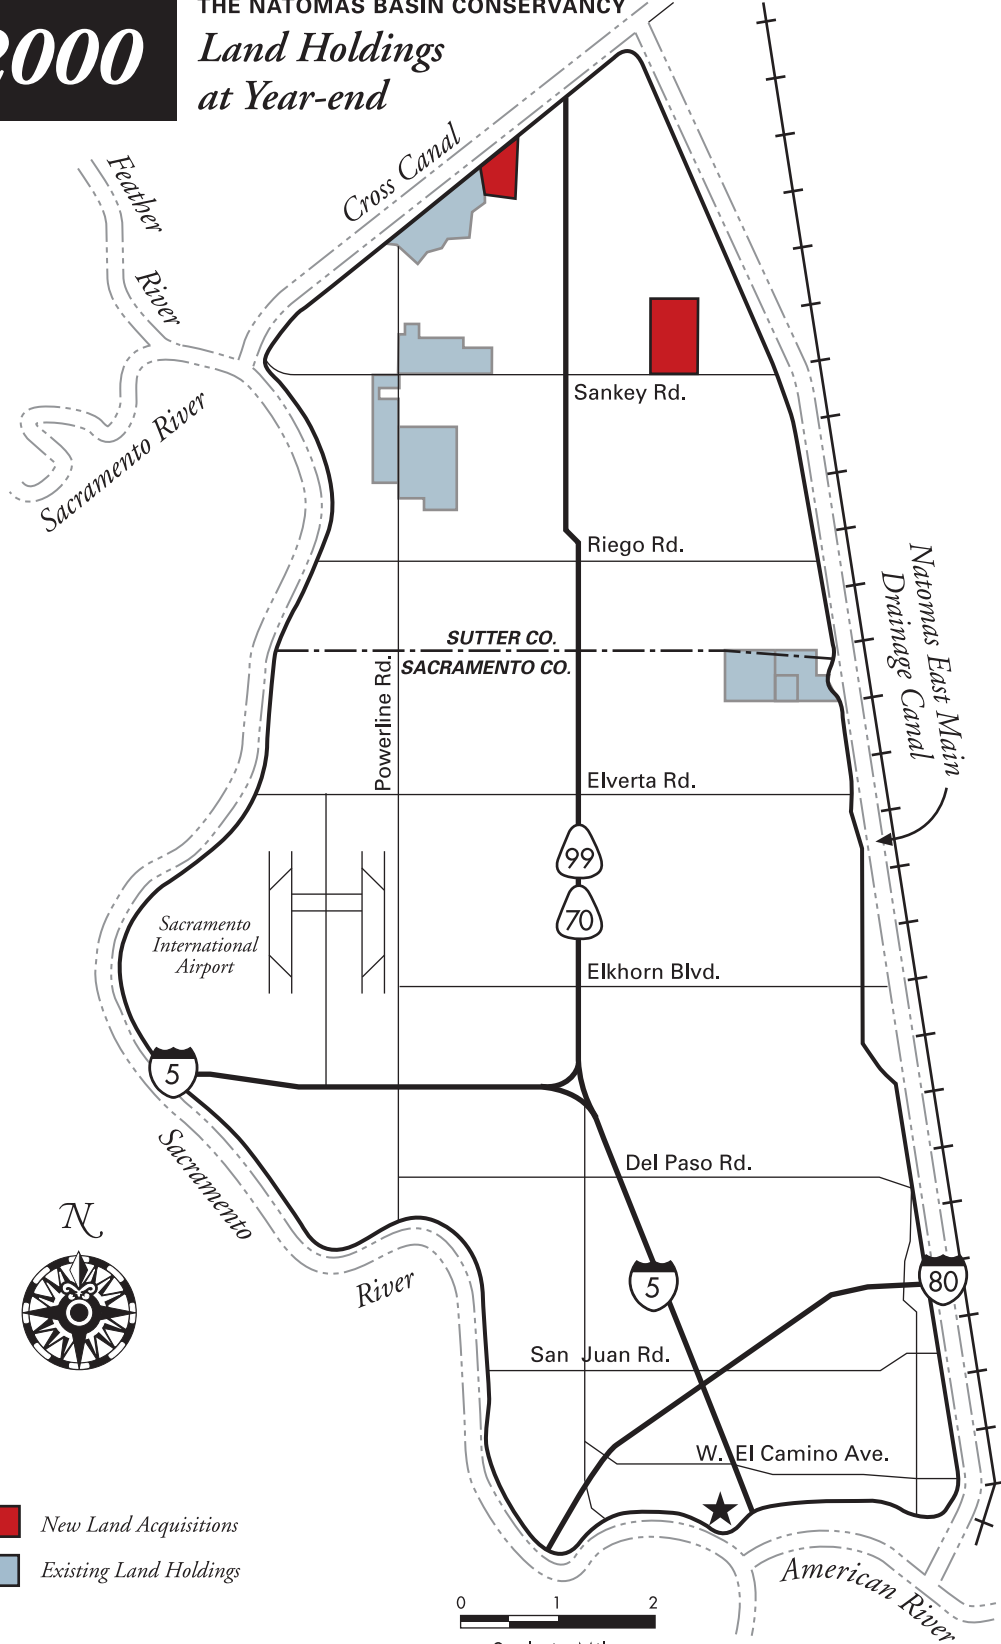 2000
THE NATOMAS BASIN CONSERVANCY
Land Holdings
at Year-end
Cross Canal
Feather
River
Sacramento River
Sankey Rd.
Riego Rd.
SUTTER CO.
SACRAMENTO CO.
Powerline Rd.
Natomas East Main
Drainage Canal
Elverta Rd.
99
70
Sacramento
International
Airport
Elkhorn Blvd.
5
Sacramento
River
Del Paso Rd.
N
5
80
San Juan Rd.
W. El Camino Ave.
New Land Acquisitions
Existing Land Holdings
American River
0 1 2